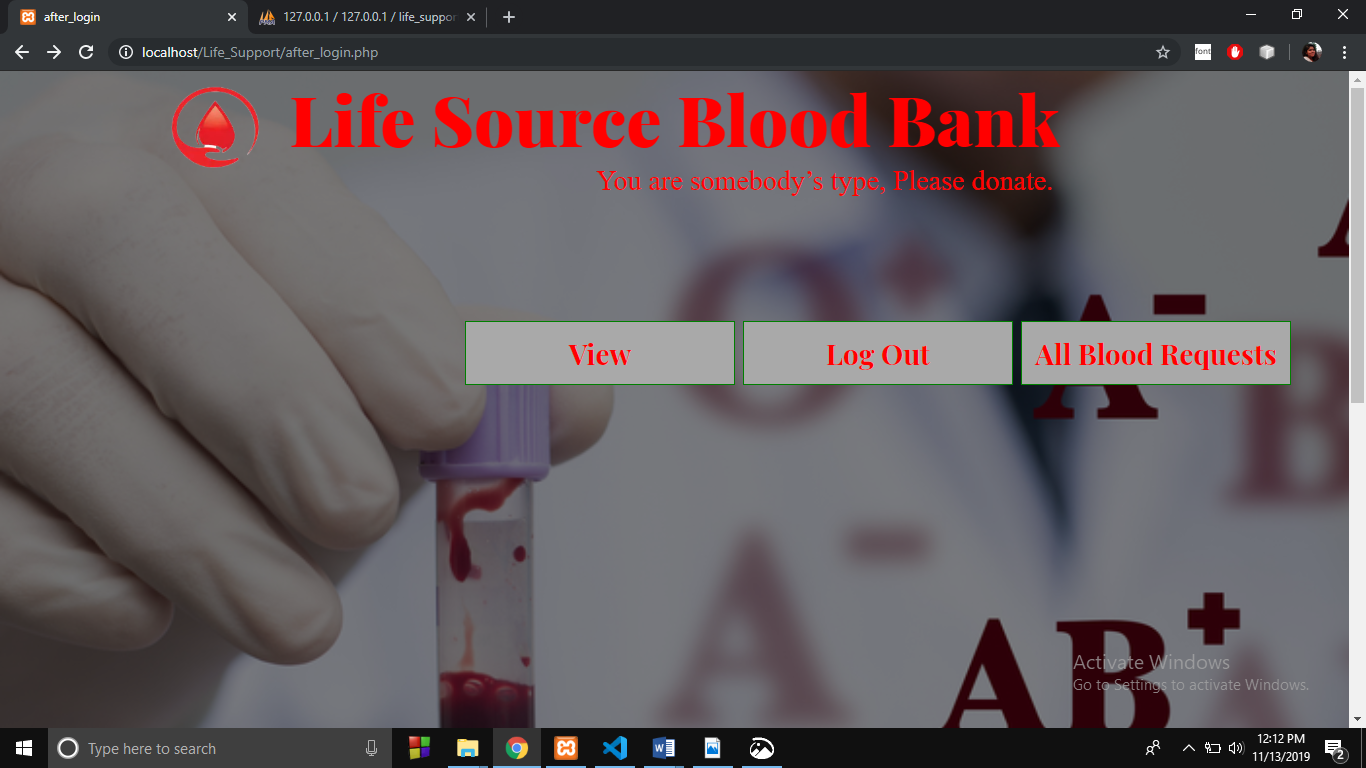 after_login
127.0.0.1 / 127.0.0.1 / life_suppor
localhost/Life_Support/after_login.php
font
Life Source Blood Bank
You are somebody’s type, Please donate.
View
Log Out
All Blood Requests
O+
A-
B
A-
AB+
A
Activate Windows
Go to Settings to activate Windows.
Type here to search
12:12 PM
11/13/2019
2